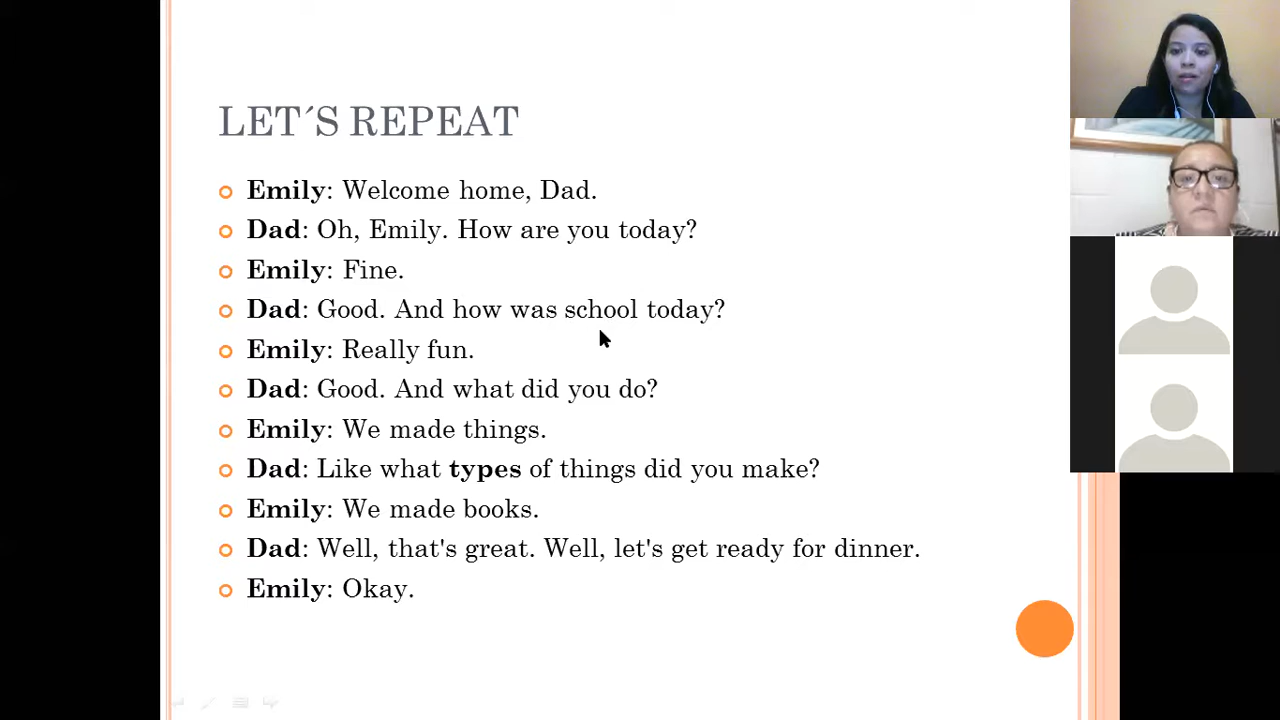 LET´S REPEAT
Emily: Welcome home, Dad.
Dad: Oh, Emily. How are you today?
Emily: Fine.
Dad: Good. And how was school today?
Emily: Really fun.
Dad: Good. And what did you do?
Emily: We made things.
Dad: Like what types of things did you make?
Emily: We made books.
Dad: Well, that's great. Well, let's get ready for dinner.
Emily: Okay.